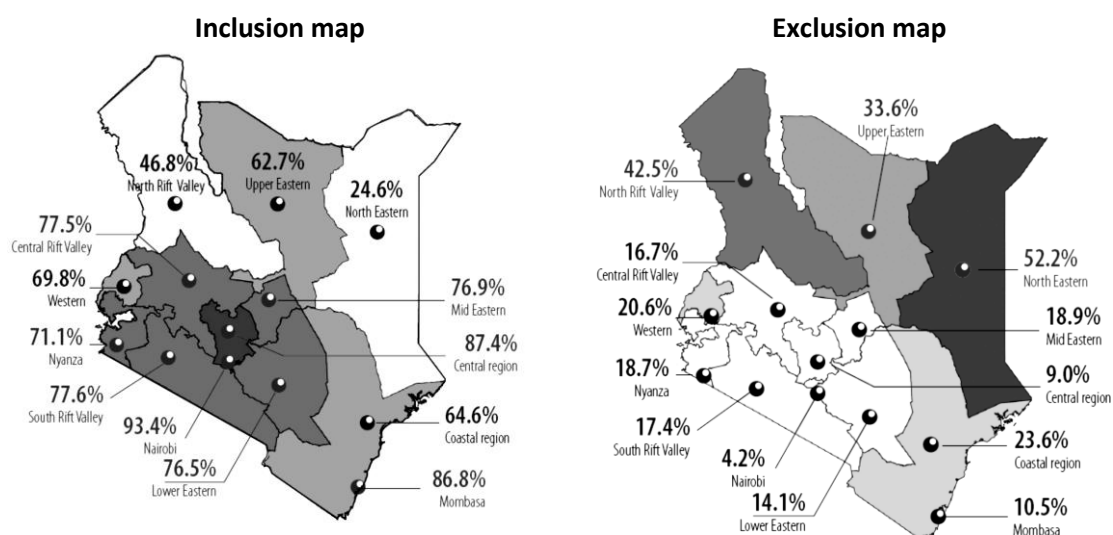 Inclusion map
46.8%
North Rift Valley
62.7%
Upper Eastern
24.6%
North Eastern
77.5%
Central Rift Valley
69.8%
Western
76.9%
Mid Eastern
71.1%
Nyanza
87.4%
Central region
77.6%
South Rift Valley
93.4%
Nairobi
64.6%
Coastal region
76.5%
Lower Eastern
86.8%
Mombasa
Exclusion map
33.6%
Upper Eastern
42.5%
North Rift Valley
16.7%
Central Rift Valley
52.2%
North Eastern
20.6%
Western
18.9%
Mid Eastern
18.7%
Nyanza
9.0%
Central region
17.4%
South Rift Valley
4.2%
Nairobi
23.6%
Coastal region
14.1%
Lower Eastern
10.5%
Mombasa